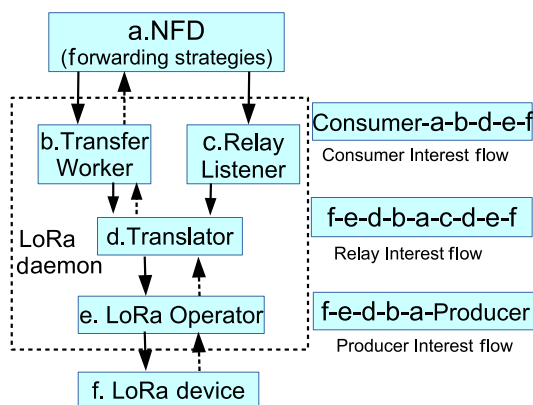 a.NFD
(forwarding strategies)
b.Transfer
Worker
c.Relay
Listener
LoRa
daemon
d.Translator
e. LoRa Operator
f. LoRa device
Consumer-a-b-d-e-f
Consumer Interest flow
f-e-d-b-a-c-d-e-f
Relay Interest flow
f-e-d-b-a-Producer
Producer Interest flow